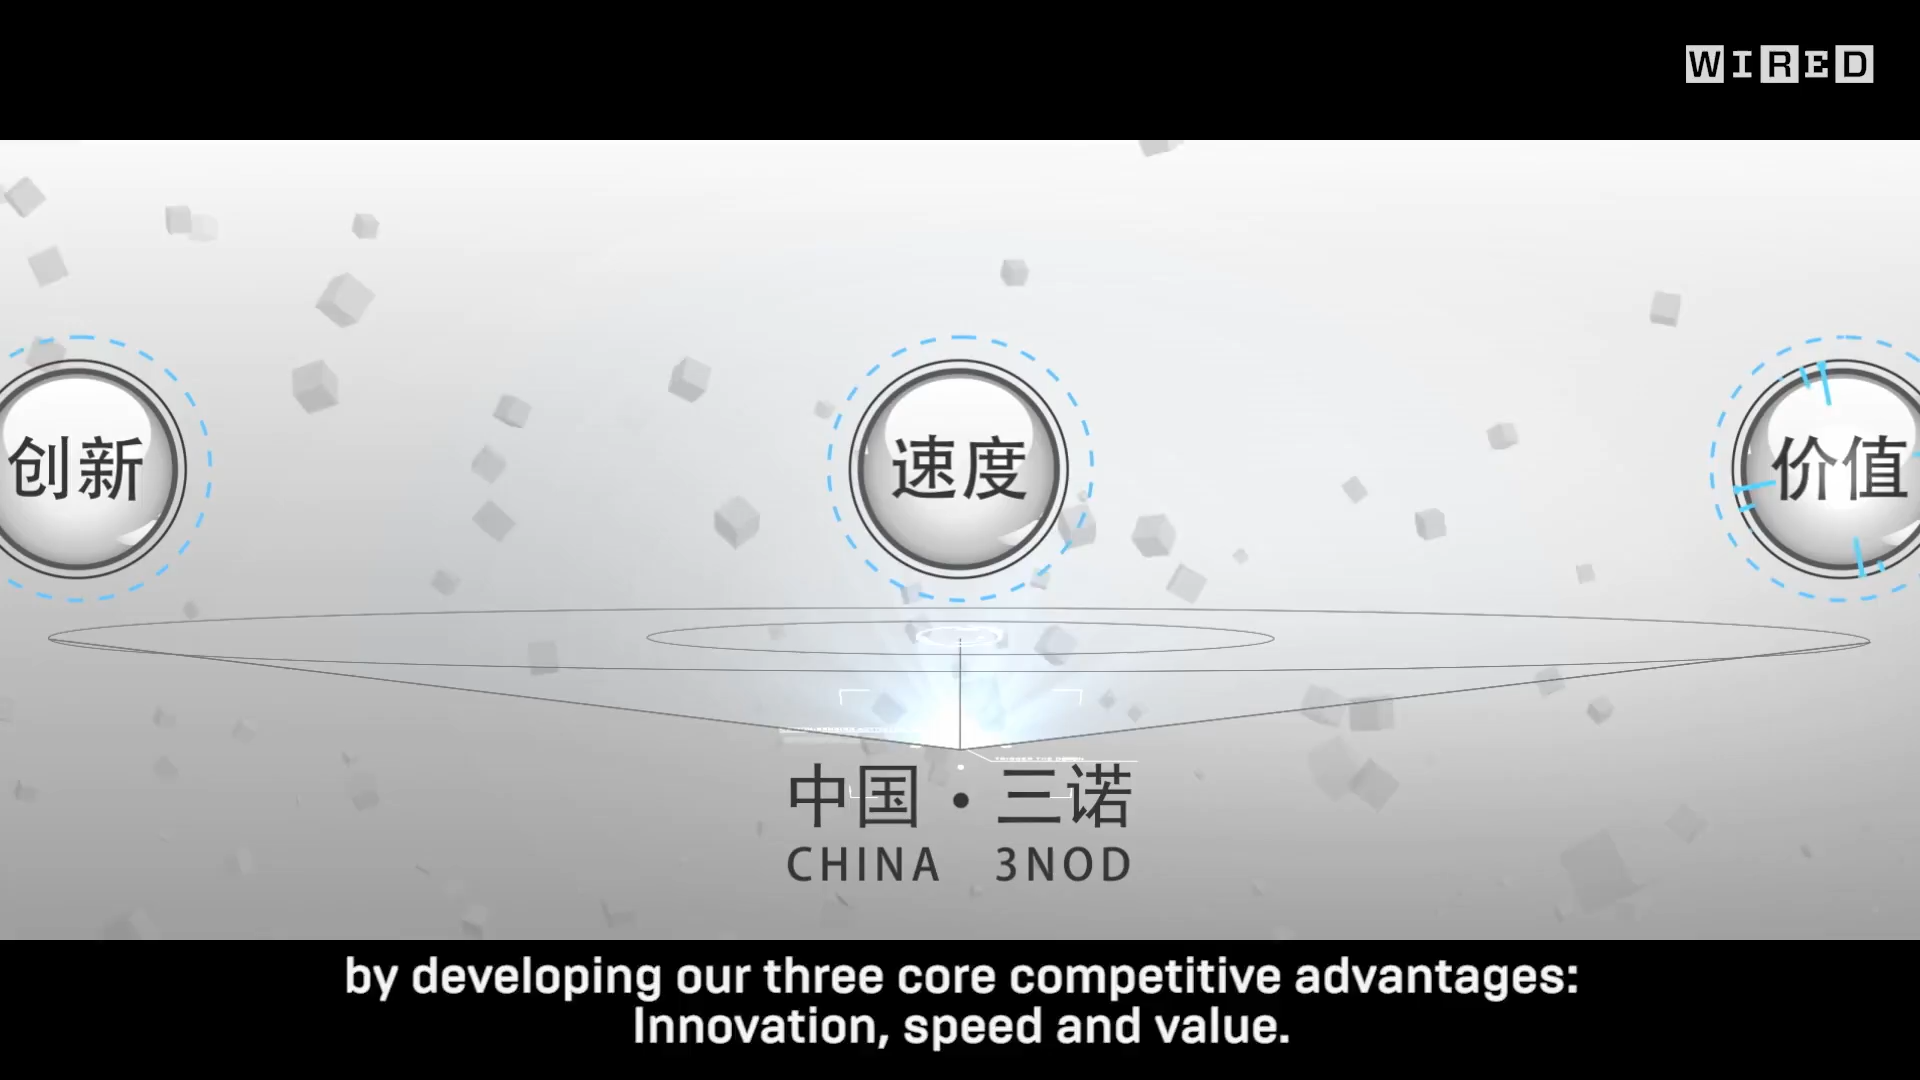 WIRED
创新
速度
价值
中国·三诺
CHINA 3NOD
by developing our three core competitive advantages:
Innovation, speed and value.